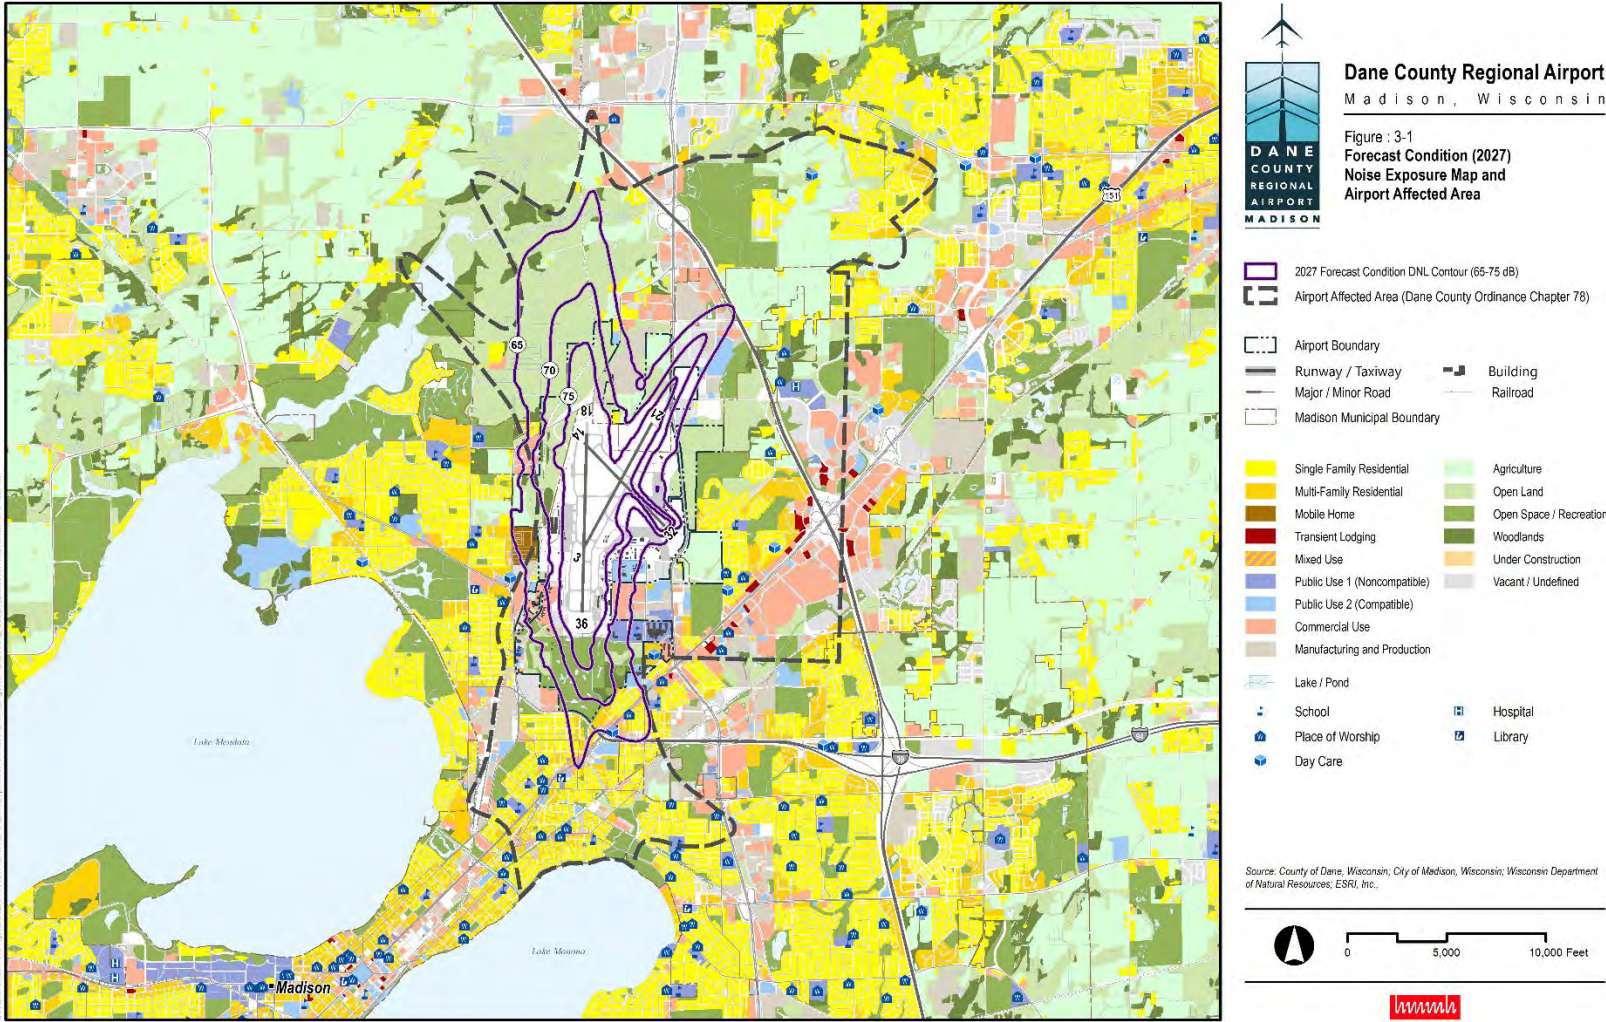 Dane County Regional Airport
Madison, Wisconsin
Figure : 3-1
Forecast Condition (2027)
Noise Exposure Map and
Airport Affected Area
DANE
COUNTY
REGIONAL
AIRPORT
MADISON
2027 Forecast Condition DNL Contour (65-75 dB)
Airport Affected Area (Dane County Ordinance Chapter 78)
Airport Boundary
Runway / Taxiway
Building
Major / Minor Road
Railroad
Madison Municipal Boundary
Single Family Residential
Agriculture
Multi-Family Residential
Open Land
Mobile Home
Open Space / Recreation
Transient Lodging
Woodlands
Mixed Use
Under Construction
Public Use 1 (Noncompatible)
Vacant / Undefined
Public Use 2 (Compatible)
Commercial Use
Manufacturing and Production
Lake / Pond
School
Hospital
Place of Worship
Library
Day Care
Source: County of Dane, Wisconsin; City of Madison, Wisconsin; Wisconsin Department
of Natural Resources; ESRI, Inc.,
0
5,000
10,000 Feet
hmmh
151
65
70
75
18
14
21
32
3
36
94
Lake Mendota
Lake Monona
Madison